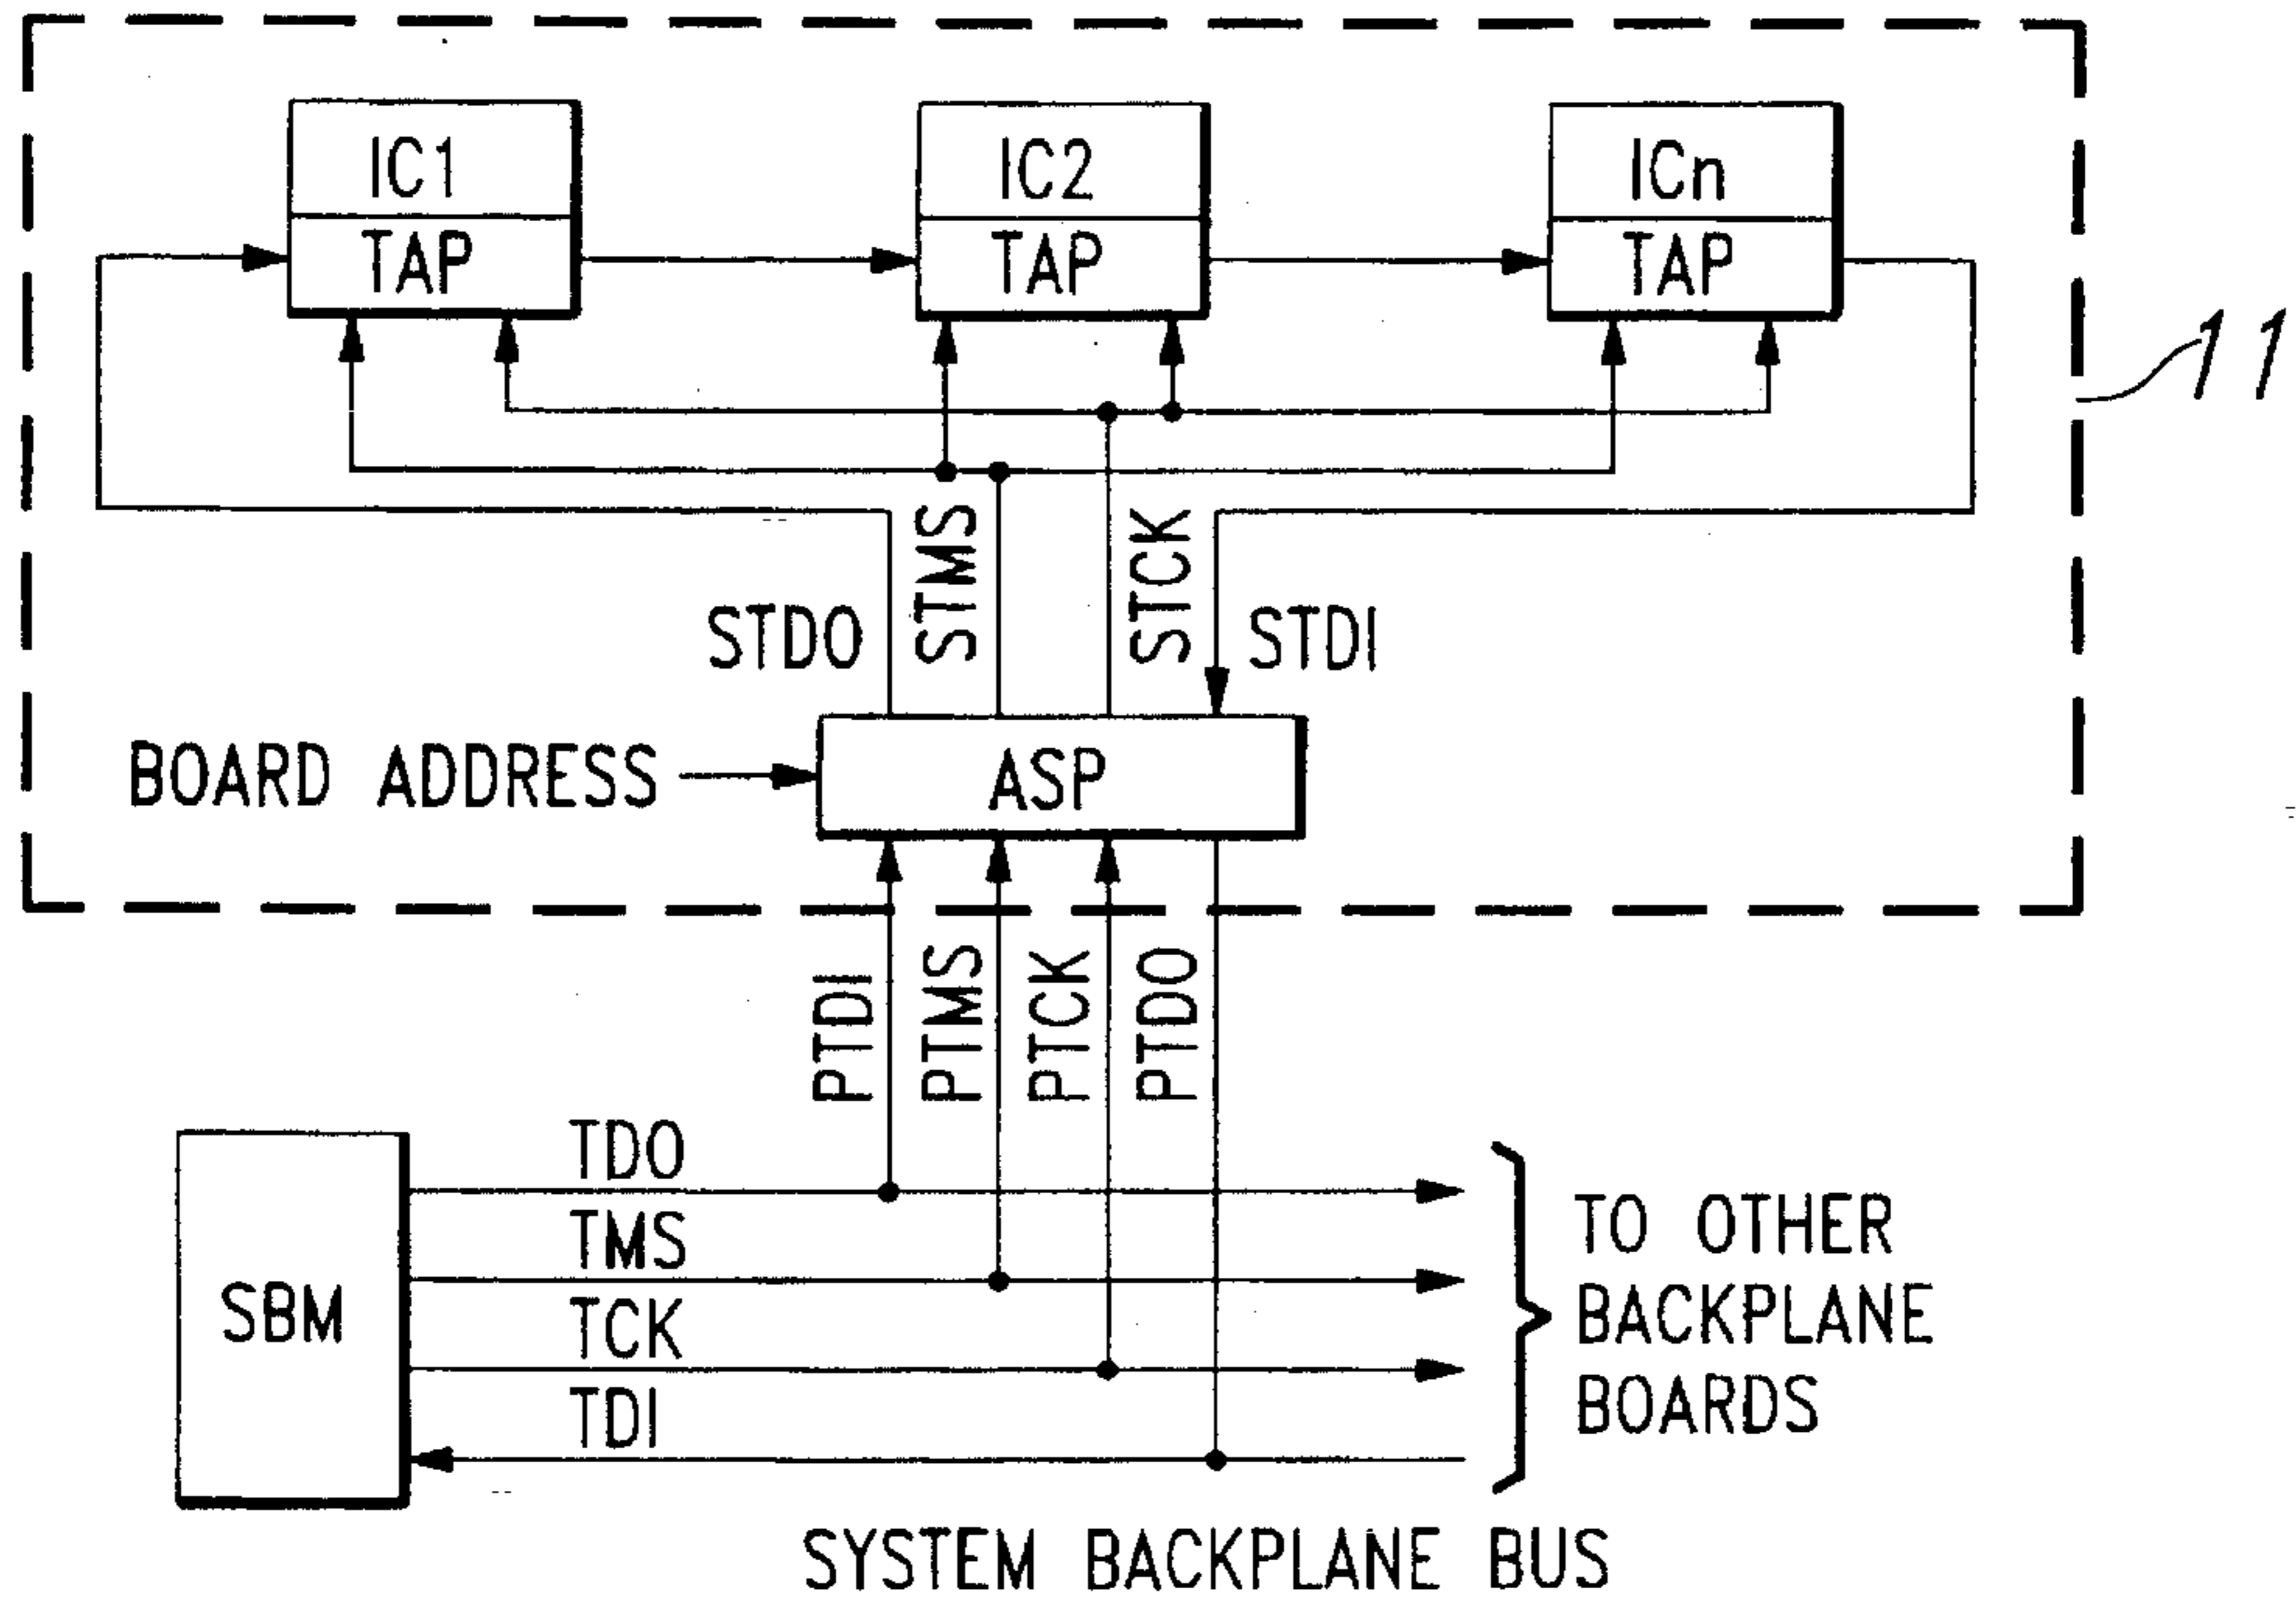 IC1
TAP
IC2
TAP
ICn
TAP
11
STDO
STMS
STCK
STDI
BOARD ADDRESS
ASP
PTDI
PTMS
PTCK
PTDO
SBM
TDO
TMS
TCK
TDI
TO OTHER
BACKPLANE
BOARDS
SYSTEM BACKPLANE BUS